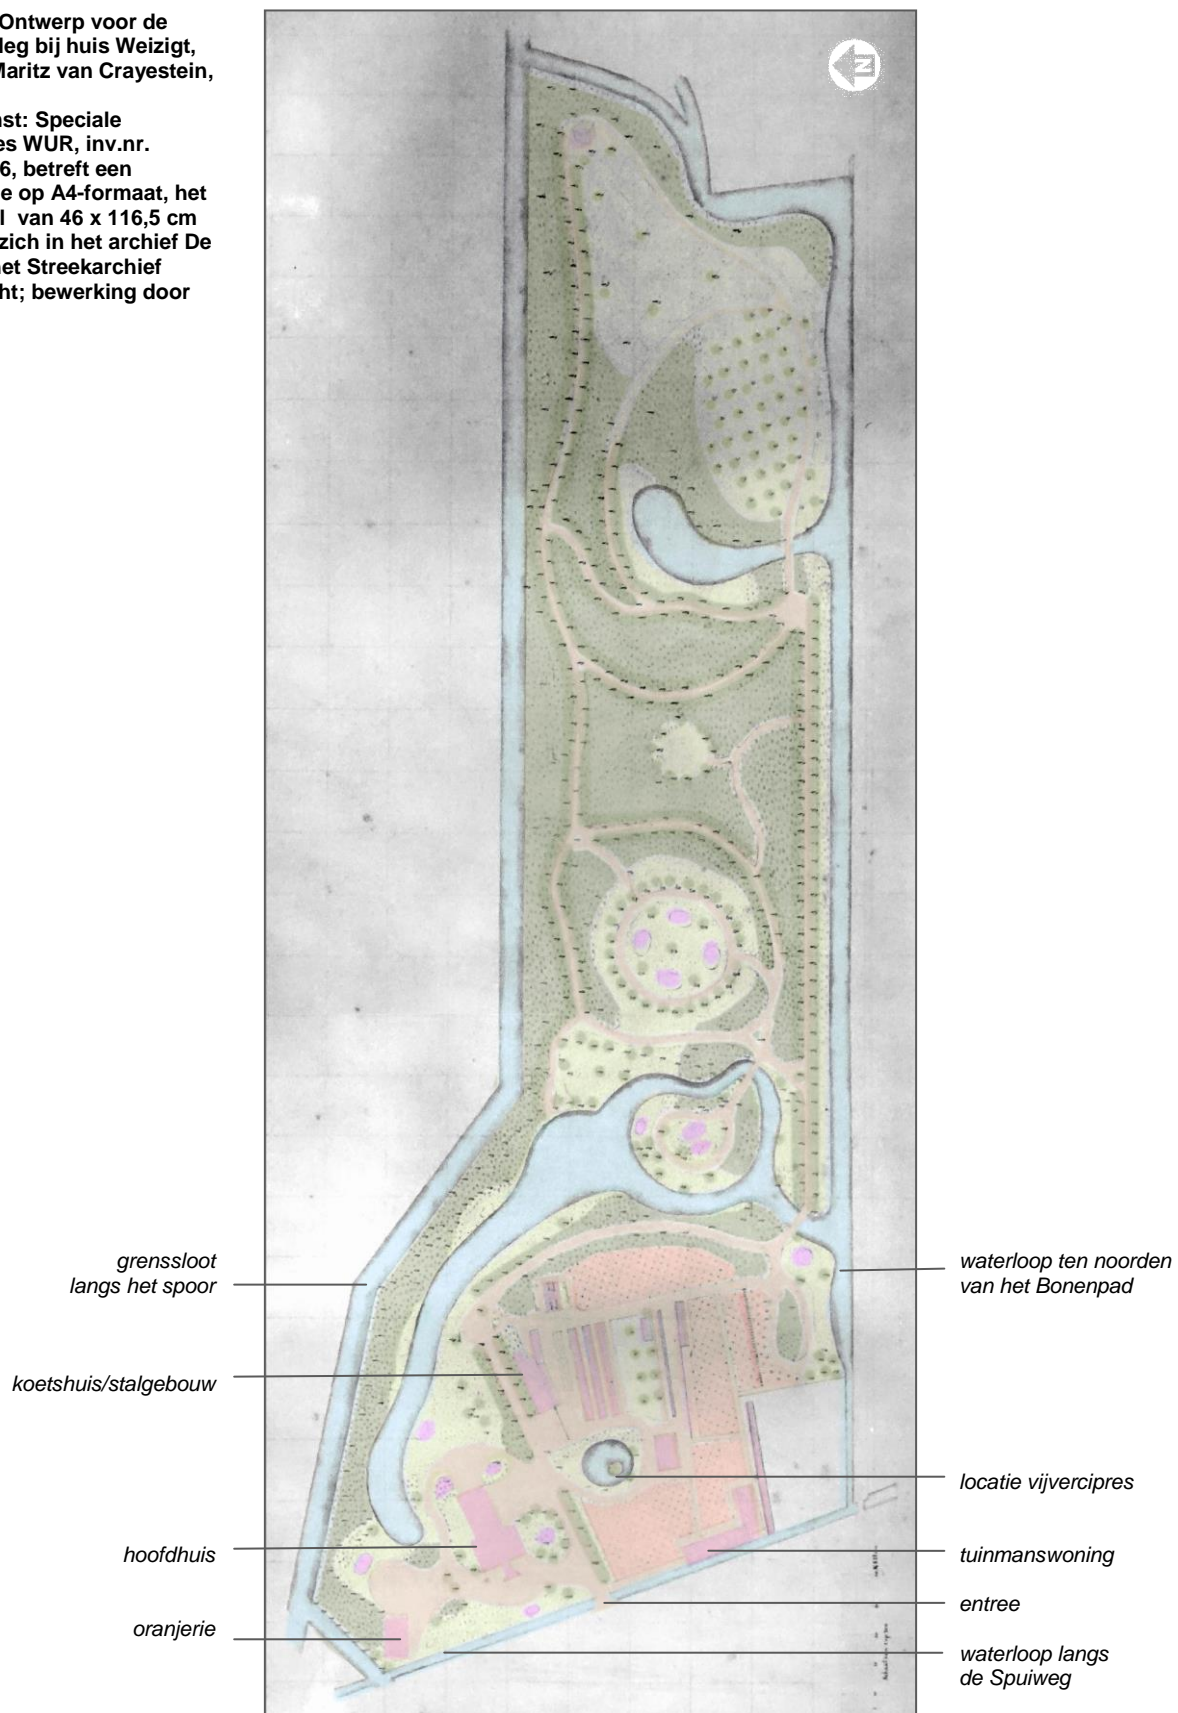 Ontwerp voor de
leg bij huis Weizigt,
Maritz van Crayestein,
nst: Speciale
es WUR, inv.nr.
6, betreft een
e op A4-formaat, het
l van 46 x 116,5 cm
zich in het archief De
net Streekarchief
ht; bewerking door
N
grenssloot
langs het spoor
koetshuis/stalgebouw
hoofdhuis
oranjerie
waterloop ten noorden
van het Bonenpad
locatie vijvercipres
tuinmanswoning
entree
waterloop langs
de Spuiweg